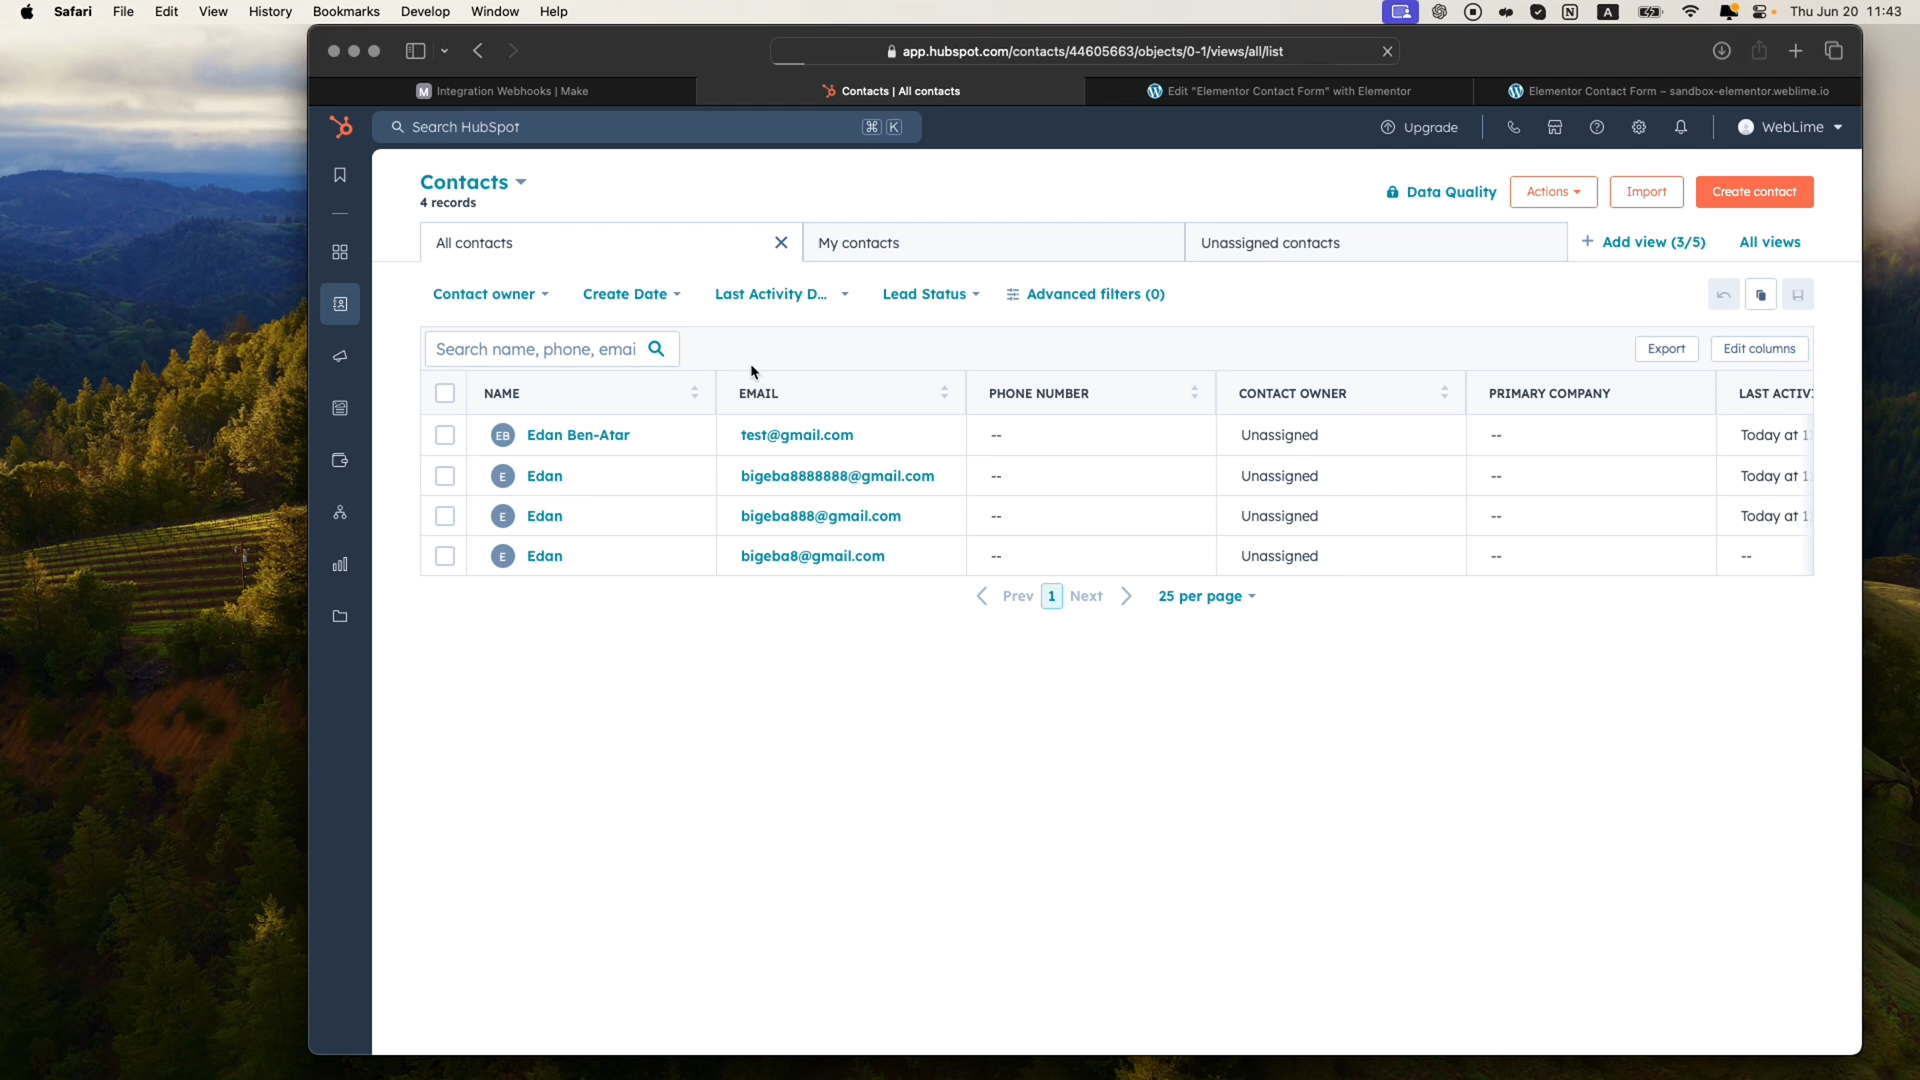 Safari File Edit View History Bookmarks Develop Window Help
A
Thu Jun 20 11:43
app.hubspot.com/contacts/44605663/objects/0-1/views/all/list
M Integration Webhooks | Make
Contacts | All contacts
Edit "Elementor Contact Form" with Elementor
Elementor Contact Form – sandbox-elementor.weblime.io
Search HubSpot
⌘ K
Upgrade
WebLime
Contacts
4 records
Data Quality
Actions
Import
Create contact
All contacts
My contacts
Unassigned contacts
+ Add view (3/5)
All views
Contact owner
Create Date
Last Activity D...
Lead Status
Advanced filters (0)
Search name, phone, emai
Export
Edit columns
NAME EMAIL PHONE NUMBER CONTACT OWNER PRIMARY COMPANY LAST ACTIV
EB Edan Ben-Atar test@gmail.com -- Unassigned -- Today at 1
E Edan bigeba8888888@gmail.com -- Unassigned -- Today at 1
E Edan bigeba888@gmail.com -- Unassigned -- Today at 1
E Edan bigeba8@gmail.com -- Unassigned -- --
Prev 1 Next 25 per page